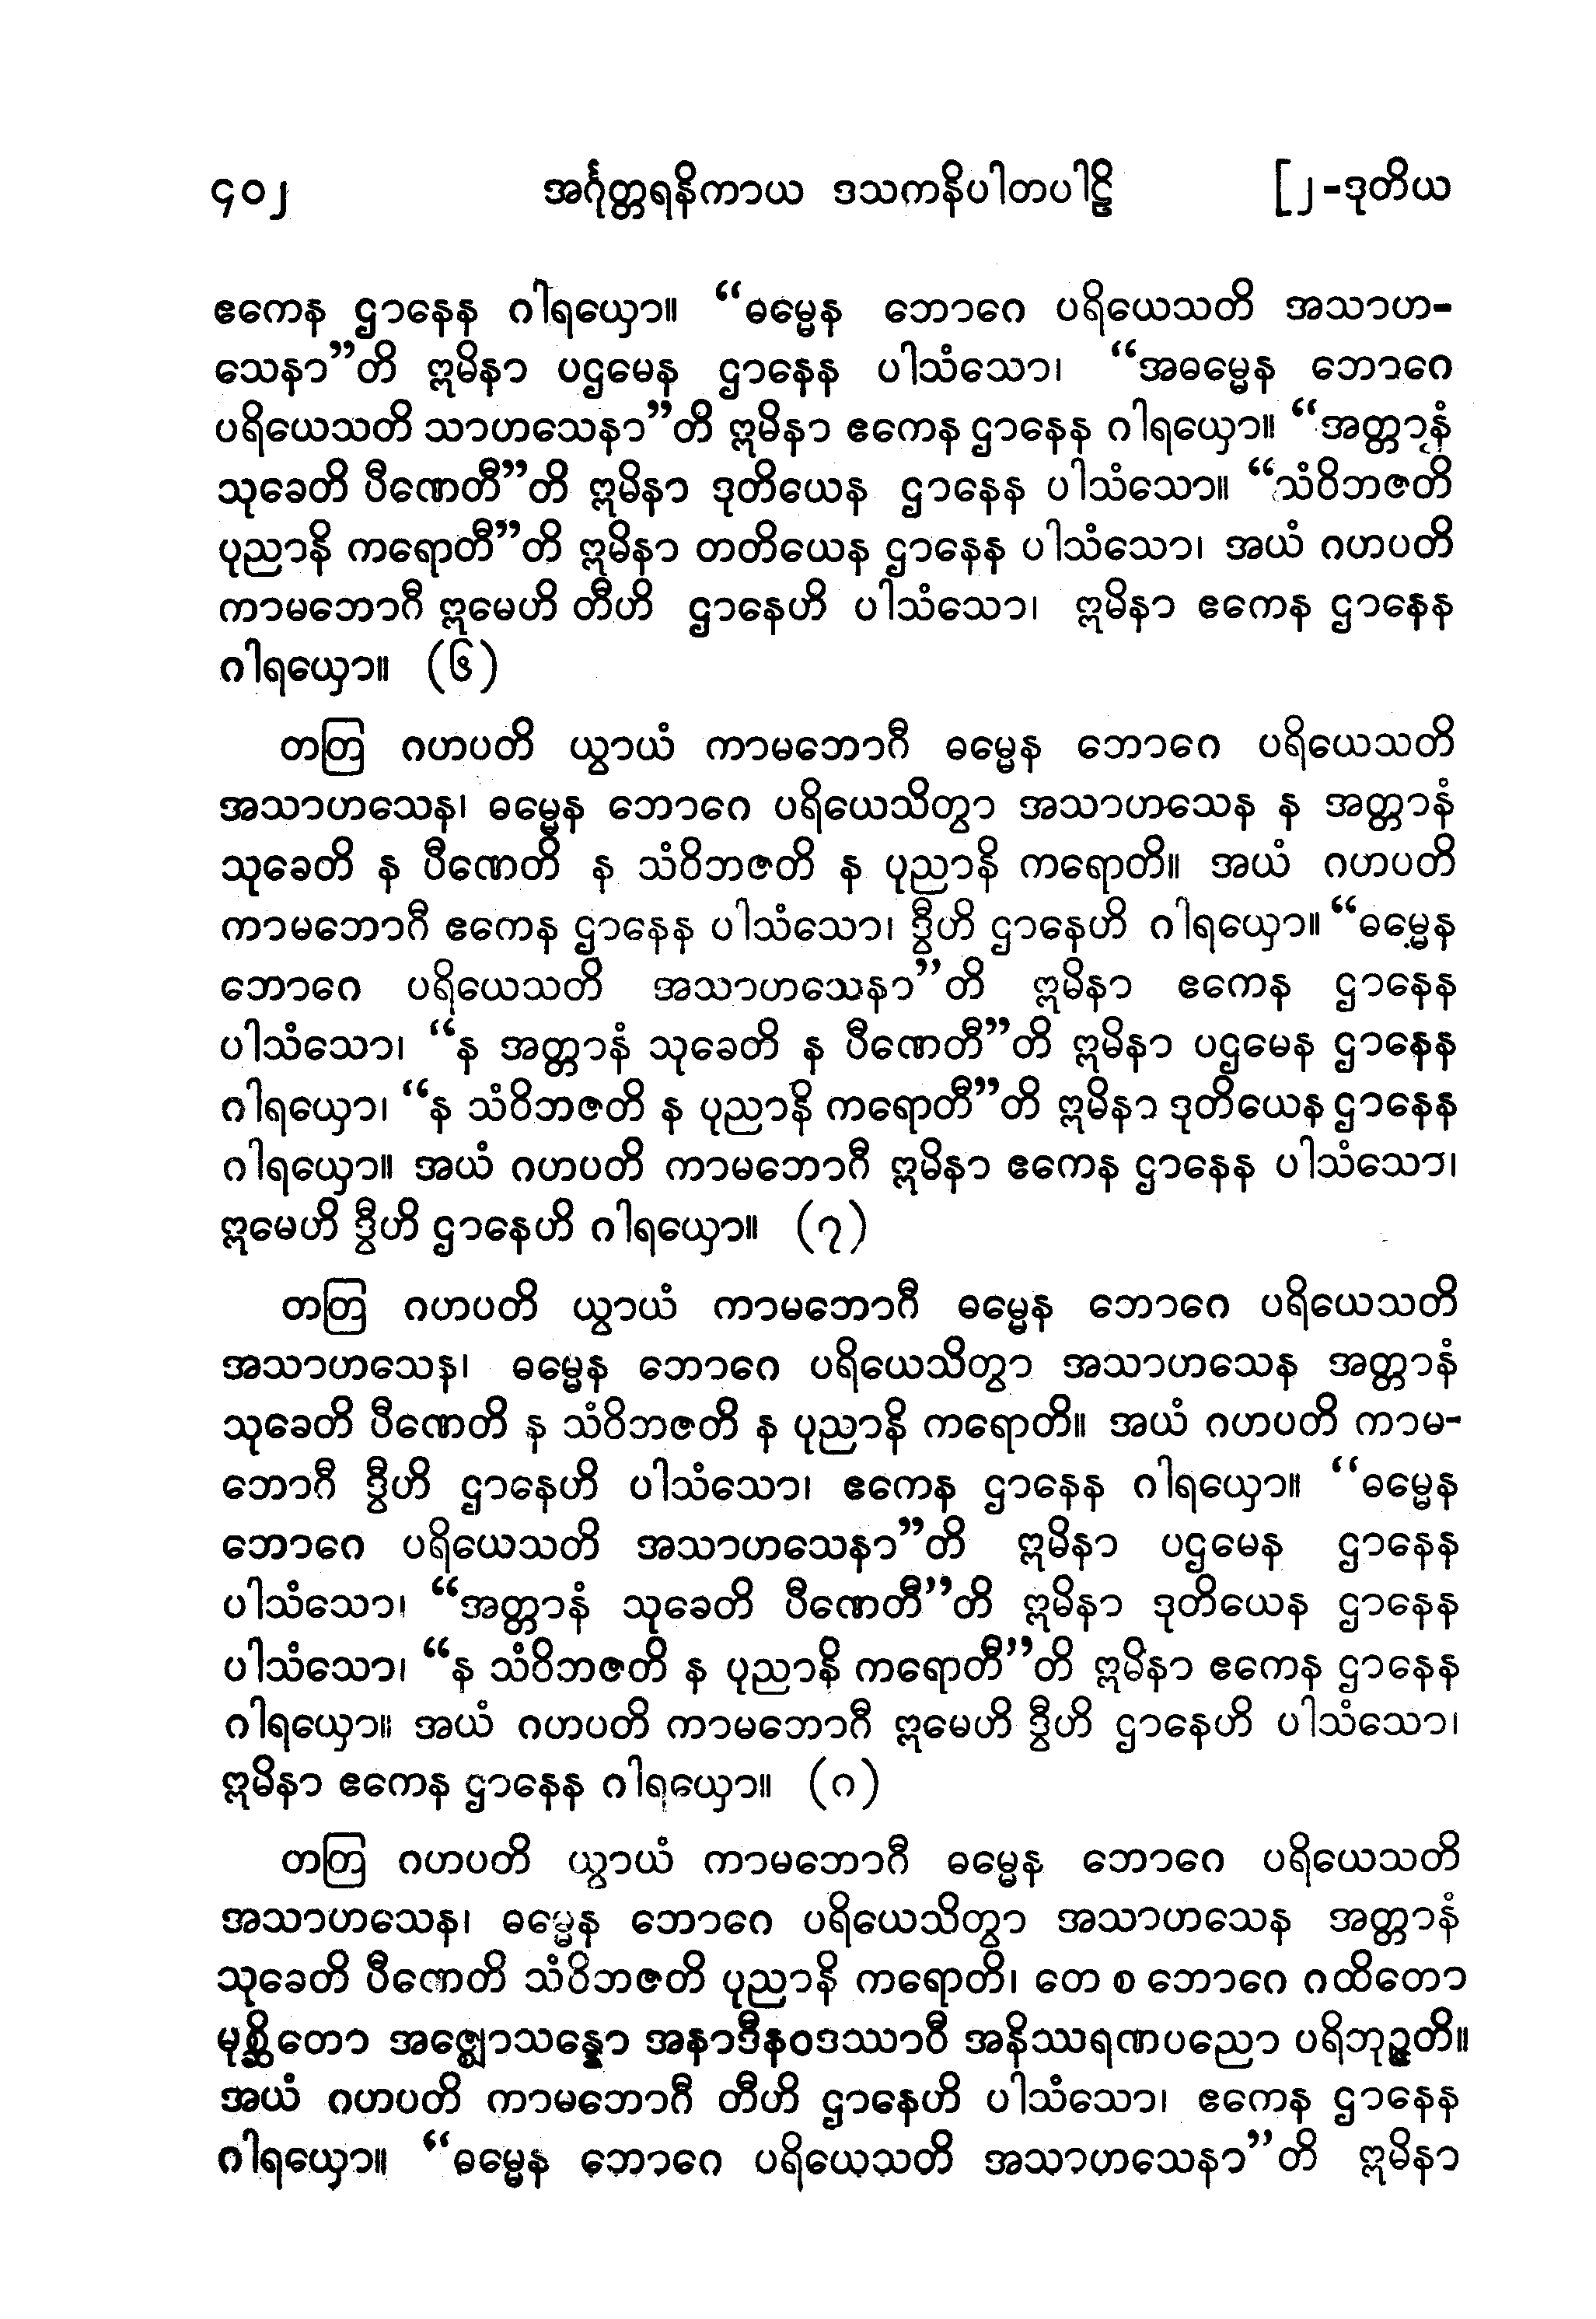 ၄၀၂ အင်္ဂုတ္တရနိကာယ ဒသကနိပါတပါဠိ [၂-ဒုတိယ
ဧကေန ဌာနေန ဂါရယှော။ “ဓမ္မေန ဘောဂေ ပရိယေသတိ အသာဟ-
သေနာ”တိ ဣမိနာ ပဌမေန ဌာနေန ပါသံသော၊ “အဓမ္မေန ဘောဂေ
ပရိယေသတိ သာဟသေနာ”တိ ဣမိနာ ဧကေန ဌာနေန ဂါရယှော။ “အတ္တာနံ
သုခေတိ ပီဏေတီ”တိ ဣမိနာ ဒုတိယေန ဌာနေန ပါသံသော။ “သံဝိဘဇတိ
ပုညာနိ ကရောတီ”တိ ဣမိနာ တတိယေန ဌာနေန ပါသံသော၊ အယံ ဂဟပတိ
ကာမဘောဂီ ဣမေဟိ တီဟိ ဌာနေဟိ ပါသံသော၊ ဣမိနာ ဧကေန ဌာနေန
ဂါရယှော။ (၆)
တတြ ဂဟပတိ ယွာယံ ကာမဘောဂီ ဓမ္မေန ဘောဂေ ပရိယေသတိ
အသာဟသေန၊ ဓမ္မေန ဘောဂေ ပရိယေသိတွာ အသာဟသေန န အတ္တာနံ
သုခေတိ န ပီဏေတိ န သံဝိဘဇတိ န ပုညာနိ ကရောတိ။ အယံ ဂဟပတိ
ကာမဘောဂီ ဧကေန ဌာနေန ပါသံသော၊ ဒွီဟိ ဌာနေဟိ ဂါရယှော။ “ဓမ္မေန
ဘောဂေ ပရိယေသတိ အသာဟသေနာ”တိ ဣမိနာ ဧကေန ဌာနေန
ပါသံသော၊ “န အတ္တာနံ သုခေတိ န ပီဏေတီ”တိ ဣမိနာ ပဌမေန ဌာနေန
ဂါရယှော၊ “န သံဝိဘဇတိ န ပုညာနိ ကရောတီ”တိ ဣမိနာ ဒုတိယေန ဌာနေန
ဂါရယှော။ အယံ ဂဟပတိ ကာမဘောဂီ ဣမိနာ ဧကေန ဌာနေန ပါသံသော၊
ဣမေဟိ ဒွီဟိ ဌာနေဟိ ဂါရယှော။ (၇)
တတြ ဂဟပတိ ယွာယံ ကာမဘောဂီ ဓမ္မေန ဘောဂေ ပရိယေသတိ
အသာဟသေန၊ ဓမ္မေန ဘောဂေ ပရိယေသိတွာ အသာဟသေန အတ္တာနံ
သုခေတိ ပီဏေတိ န သံဝိဘဇတိ န ပုညာနိ ကရောတိ။ အယံ ဂဟပတိ ကာမ-
ဘောဂီ ဒွီဟိ ဌာနေဟိ ပါသံသော၊ ဧကေန ဌာနေန ဂါရယှော။ “ဓမ္မေန
ဘောဂေ ပရိယေသတိ အသာဟသေနာ”တိ ဣမိနာ ပဌမေန ဌာနေန
ပါသံသော၊ “အတ္တာနံ သုခေတိ ပီဏေတီ”တိ ဣမိနာ ဒုတိယေန ဌာနေန
ပါသံသော၊ “န သံဝိဘဇတိ န ပုညာနိ ကရောတီ”တိ ဣမိနာ ဧကေန ဌာနေန
ဂါရယှော။ အယံ ဂဟပတိ ကာမဘောဂီ ဣမေဟိ ဒွီဟိ ဌာနေဟိ ပါသံသော၊
ဣမိနာ ဧကေန ဌာနေန ဂါရယှော။ (၈)
တတြ ဂဟပတိ ယွာယံ ကာမဘောဂီ ဓမ္မေန ဘောဂေ ပရိယေသတိ
အသာဟသေန၊ ဓမ္မေန ဘောဂေ ပရိယေသိတွာ အသာဟသေန အတ္တာနံ
သုခေတိ ပီဏေတိ သံဝိဘဇတိ ပုညာနိ ကရောတိ၊ တေ စ ဘောဂေ ဂထိတော
မုစ္ဆိတော အဇ္ဈောသန္နော အနာဒီနဝဒဿာဝီ အနိဿရဏပညော ပရိဘုဉ္ဇတိ။
အယံ ဂဟပတိ ကာမဘောဂီ တီဟိ ဌာနေဟိ ပါသံသော၊ ဧကေန ဌာနေန
ဂါရယှော။ “ဓမ္မေန ဘောဂေ ပရိယေသတိ အသာဟသေနာ”တိ ဣမိနာ